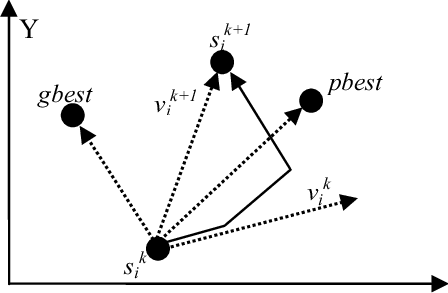 Y
s_i^{k+1}
gbest
pbest
v_i^{k+1}
v_i^k
s_i^k